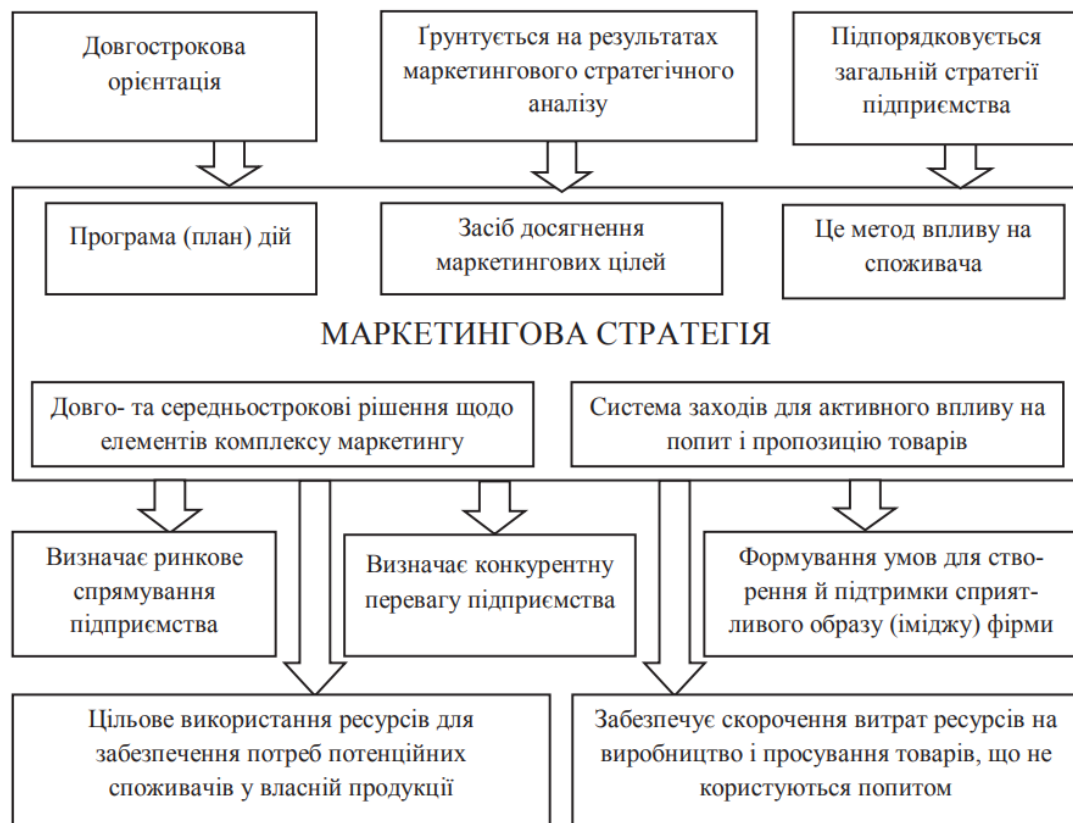 Довгострокова
орієнтація
Ґрунтується на результатах
маркетингового стратегічного
аналізу
Підпорядковується
загальній стратегії
підприємства
Програма (план) дій
Засіб досягнення
маркетингових цілей
Це метод впливу на
споживача
МАРКЕТИНГОВА СТРАТЕГІЯ
Довго- та середньострокові рішення щодо
елементів комплексу маркетингу
Система заходів для активного впливу на
попит і пропозицію товарів
Визначає ринкове
спрямування
підприємства
Визначає конкурентну
перевагу підприємства
Формування умов для ство-
рення й підтримки сприят-
ливого образу (іміджу) фірми
Цільове використання ресурсів для
забезпечення потреб потенційних
споживачів у власній продукції
Забезпечує скорочення витрат ресурсів на
виробництво і просування товарів, що не
користуються попитом